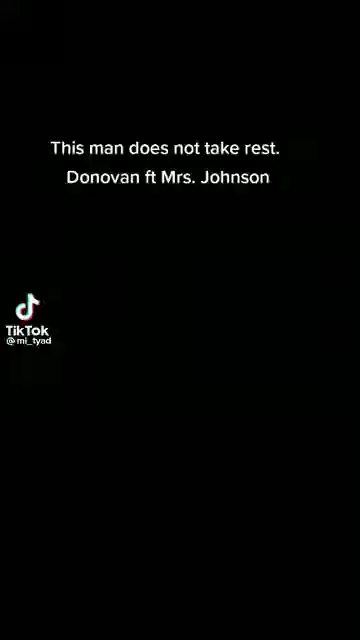 This man does not take rest.
Donovan ft Mrs. Johnson
TikTok
@mi_tyad